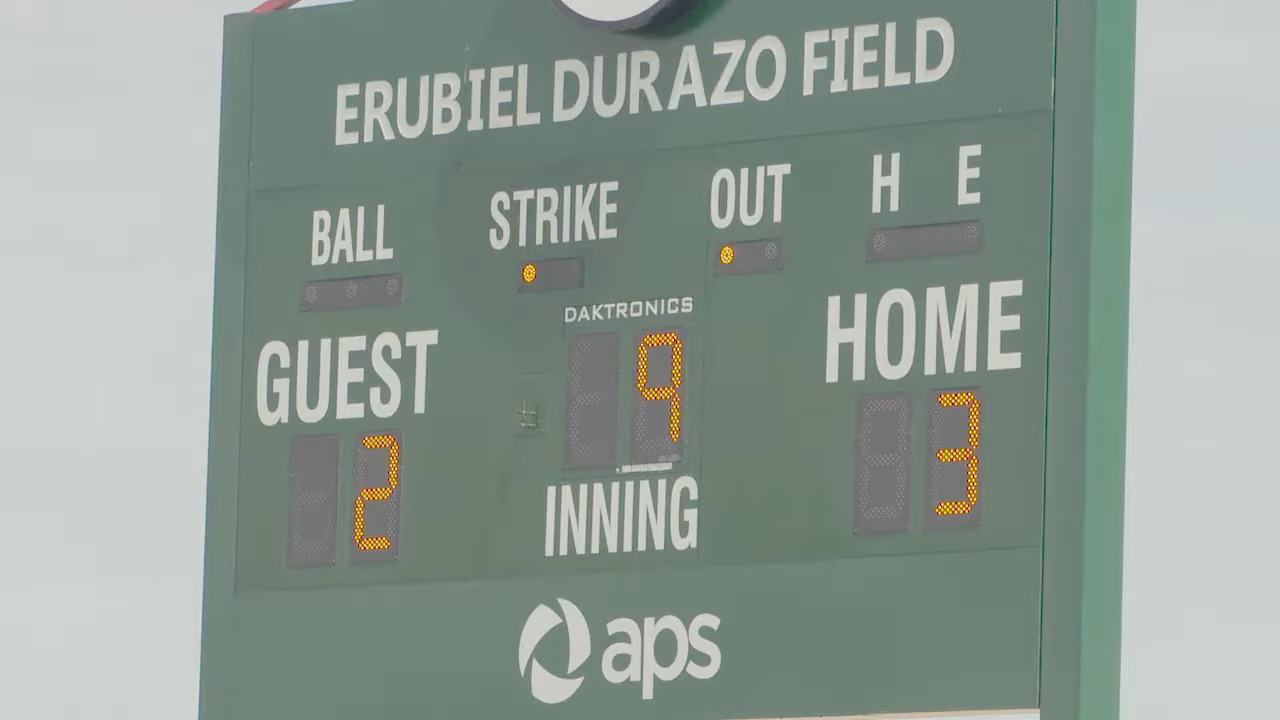 ERUBIEL DURAZO FIELD
BALL STRIKE OUT H E
DAKTRONICS
GUEST 9 HOME
2 3
INNING
aps